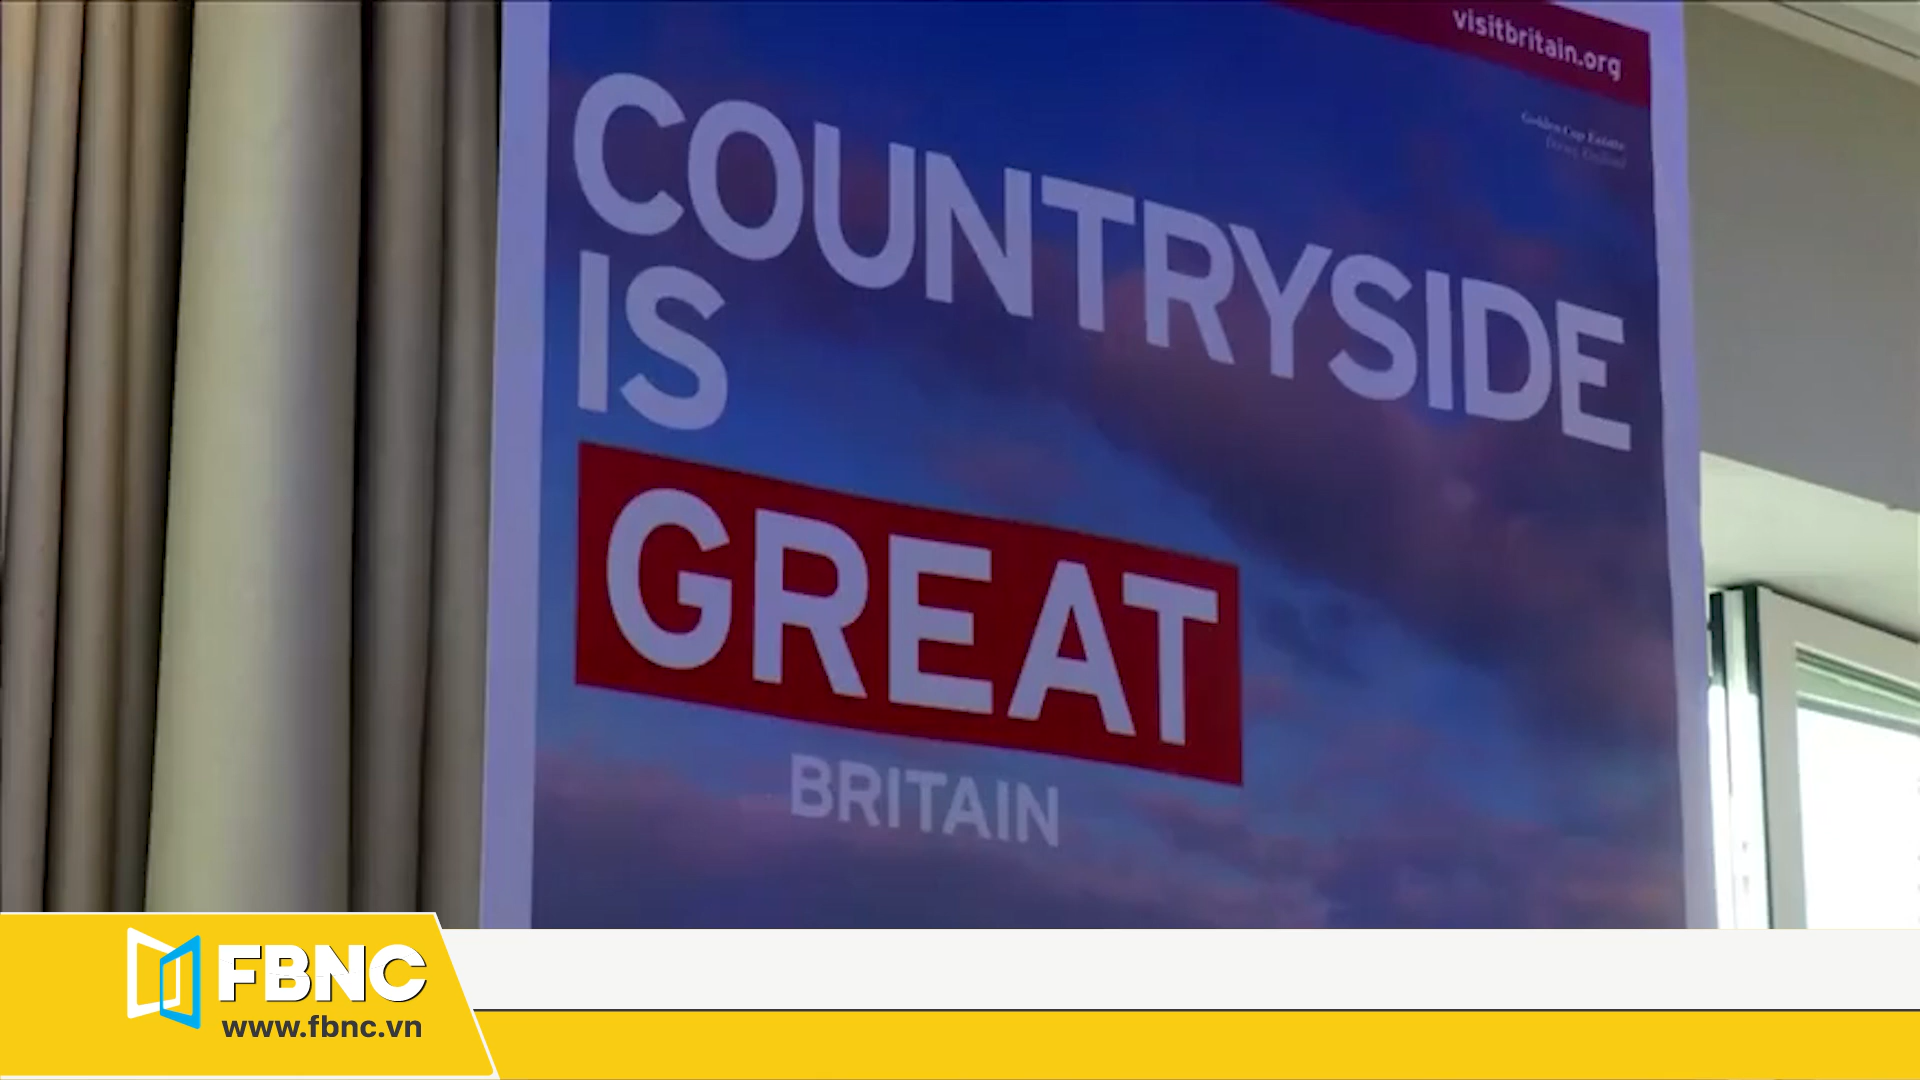 visitbritain.org
COUNTRYSIDE
IS
GREAT
BRITAIN
FBNC
www.fbnc.vn